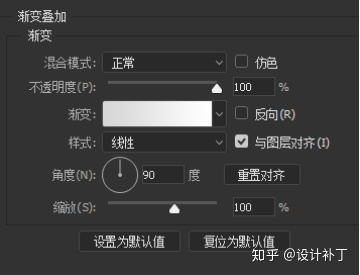 渐变叠加
渐变
混合模式: 正常 仿色
不透明度(P): 100 %
渐变: 反向(R)
样式: 线性 与图层对齐(I)
角度(N): 90 度 重置对齐
缩放(S): 100 %
设置为默认值 复位为默认值
知乎 @设计补丁